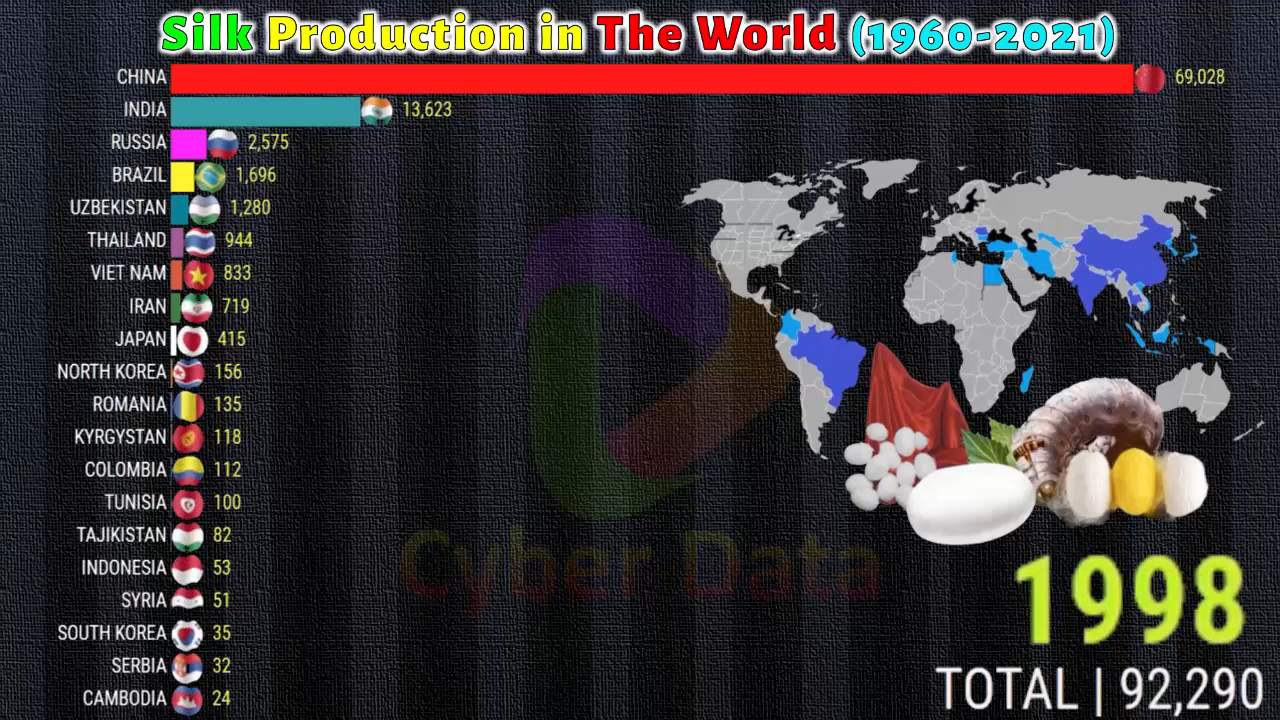 Silk Production in The World (1960-2021)
CHINA 69,028
INDIA 13,623
RUSSIA 2,575
BRAZIL 1,696
UZBEKISTAN 1,280
THAILAND 944
VIET NAM 833
IRAN 719
JAPAN 415
NORTH KOREA 156
ROMANIA 135
KYRGYSTAN 118
COLOMBIA 112
TUNISIA 100
TAJIKISTAN 82
INDONESIA 53
SYRIA 51
SOUTH KOREA 35
SERBIA 32
CAMBODIA 24
Cyber Data
1998
TOTAL | 92,290